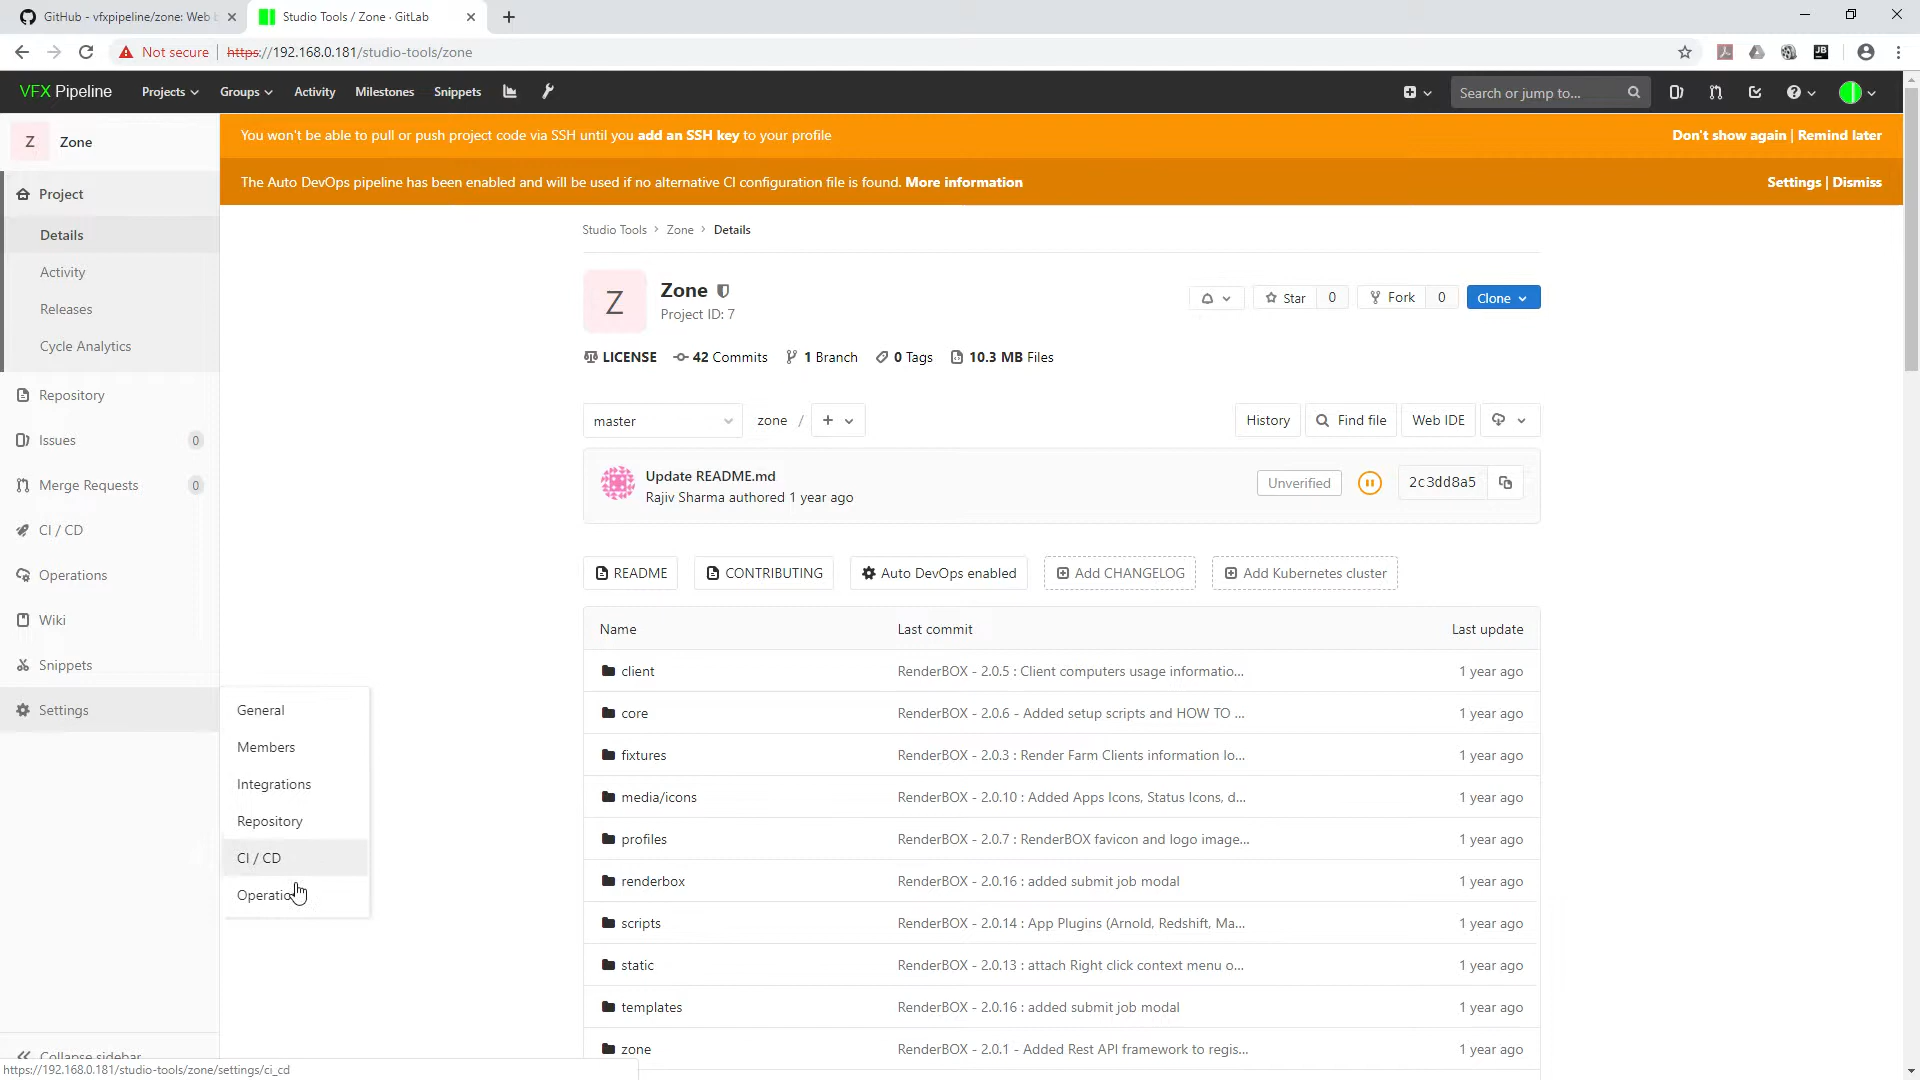 GitHub - vfxpipeline/zone: Web
Studio Tools / Zone · GitLab
Not secure
https://192.168.0.181/studio-tools/zone
VFX Pipeline
Projects
Groups
Activity
Milestones
Snippets
Search or jump to...
Z
Zone
You won't be able to pull or push project code via SSH until you add an SSH key to your profile
Don't show again | Remind later
The Auto DevOps pipeline has been enabled and will be used if no alternative CI configuration file is found. More information
Settings | Dismiss
Project
Details
Activity
Releases
Cycle Analytics
Repository
Issues
0
Merge Requests
0
CI / CD
Operations
Wiki
Snippets
Settings
Collapse sidebar
General
Members
Integrations
Repository
CI / CD
Operatio
Studio Tools > Zone > Details
Z
Zone
Project ID: 7
Star 0
Fork 0
Clone
LICENSE
42 Commits
1 Branch
0 Tags
10.3 MB Files
master
zone /
+
History
Find file
Web IDE
Update README.md
Rajiv Sharma authored 1 year ago
Unverified
2c3dd8a5
README
CONTRIBUTING
Auto DevOps enabled
Add CHANGELOG
Add Kubernetes cluster
Name Last commit Last update
client RenderBOX - 2.0.5 : Client computers usage informatio... 1 year ago
core RenderBOX - 2.0.6 - Added setup scripts and HOW TO ... 1 year ago
fixtures RenderBOX - 2.0.3 : Render Farm Clients information lo... 1 year ago
media/icons RenderBOX - 2.0.10 : Added Apps Icons, Status Icons, d... 1 year ago
profiles RenderBOX - 2.0.7 : RenderBOX favicon and logo image... 1 year ago
renderbox RenderBOX - 2.0.16 : added submit job modal 1 year ago
scripts RenderBOX - 2.0.14 : App Plugins (Arnold, Redshift, Ma... 1 year ago
static RenderBOX - 2.0.13 : attach Right click context menu o... 1 year ago
templates RenderBOX - 2.0.16 : added submit job modal 1 year ago
zone RenderBOX - 2.0.1 - Added Rest API framework to regis... 1 year ago
https://192.168.0.181/studio-tools/zone/settings/ci_cd